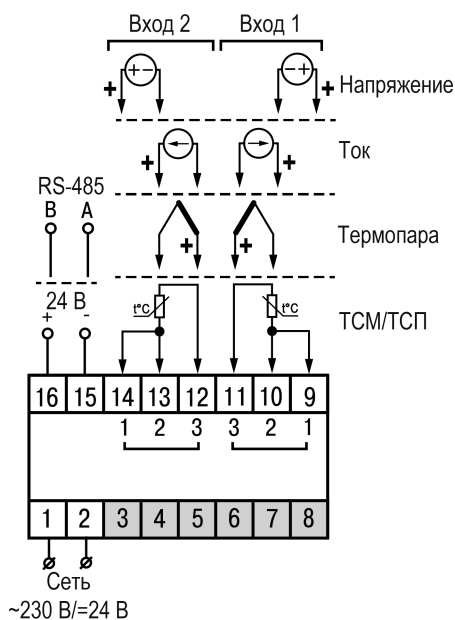 Вход 2 Вход 1
+ - - +
+ + Напряжение
+ + Ток
RS-485
B A + + Термопара
24 В
+ - t°C t°C ТСМ/ТСП
16 15 14 13 12 11 10 9
1 2 3 3 2 1
1 2 3 4 5 6 7 8
Сеть
~230 В/=24 В